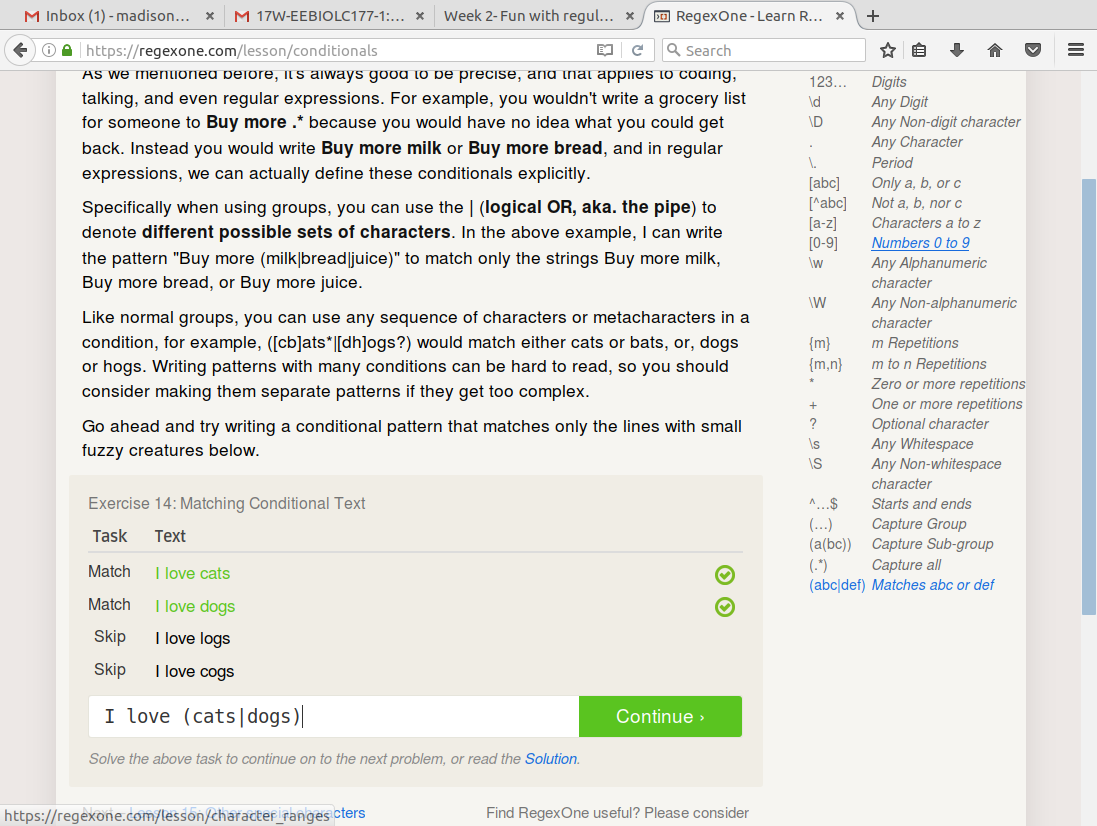 Inbox (1) - madison...
17W-EEBIOLC177-1:...
Week 2- Fun with regul...
RegexOne - Learn R...
https://regexone.com/lesson/conditionals
Search
As we mentioned before, it's always good to be precise, and that applies to coding,
talking, and even regular expressions. For example, you wouldn't write a grocery list
for someone to Buy more .* because you would have no idea what you could get
back. Instead you would write Buy more milk or Buy more bread, and in regular
expressions, we can actually define these conditionals explicitly.
Specifically when using groups, you can use the | (logical OR, aka. the pipe) to
denote different possible sets of characters. In the above example, I can write
the pattern "Buy more (milk|bread|juice)" to match only the strings Buy more milk,
Buy more bread, or Buy more juice.
Like normal groups, you can use any sequence of characters or metacharacters in a
condition, for example, ([cb]ats*|[dh]ogs?) would match either cats or bats, or, dogs
or hogs. Writing patterns with many conditions can be hard to read, so you should
consider making them separate patterns if they get too complex.
Go ahead and try writing a conditional pattern that matches only the lines with small
fuzzy creatures below.
Exercise 14: Matching Conditional Text
Task Text
Match I love cats
Match I love dogs
Skip I love logs
Skip I love cogs
I love (cats|dogs)
Continue ›
Solve the above task to continue on to the next problem, or read the Solution.
Next – Lesson 15: Other special characters
Find RegexOne useful? Please consider
https://regexone.com/lesson/character_ranges
123… Digits
\d Any Digit
\D Any Non-digit character
. Any Character
\. Period
[abc] Only a, b, or c
[^abc] Not a, b, nor c
[a-z] Characters a to z
[0-9] Numbers 0 to 9
\w Any Alphanumeric
character
\W Any Non-alphanumeric
character
{m} m Repetitions
{m,n} m to n Repetitions
* Zero or more repetitions
+ One or more repetitions
? Optional character
\s Any Whitespace
\S Any Non-whitespace
character
^…$ Starts and ends
(…) Capture Group
(a(bc)) Capture Sub-group
(.*) Capture all
(abc|def) Matches abc or def